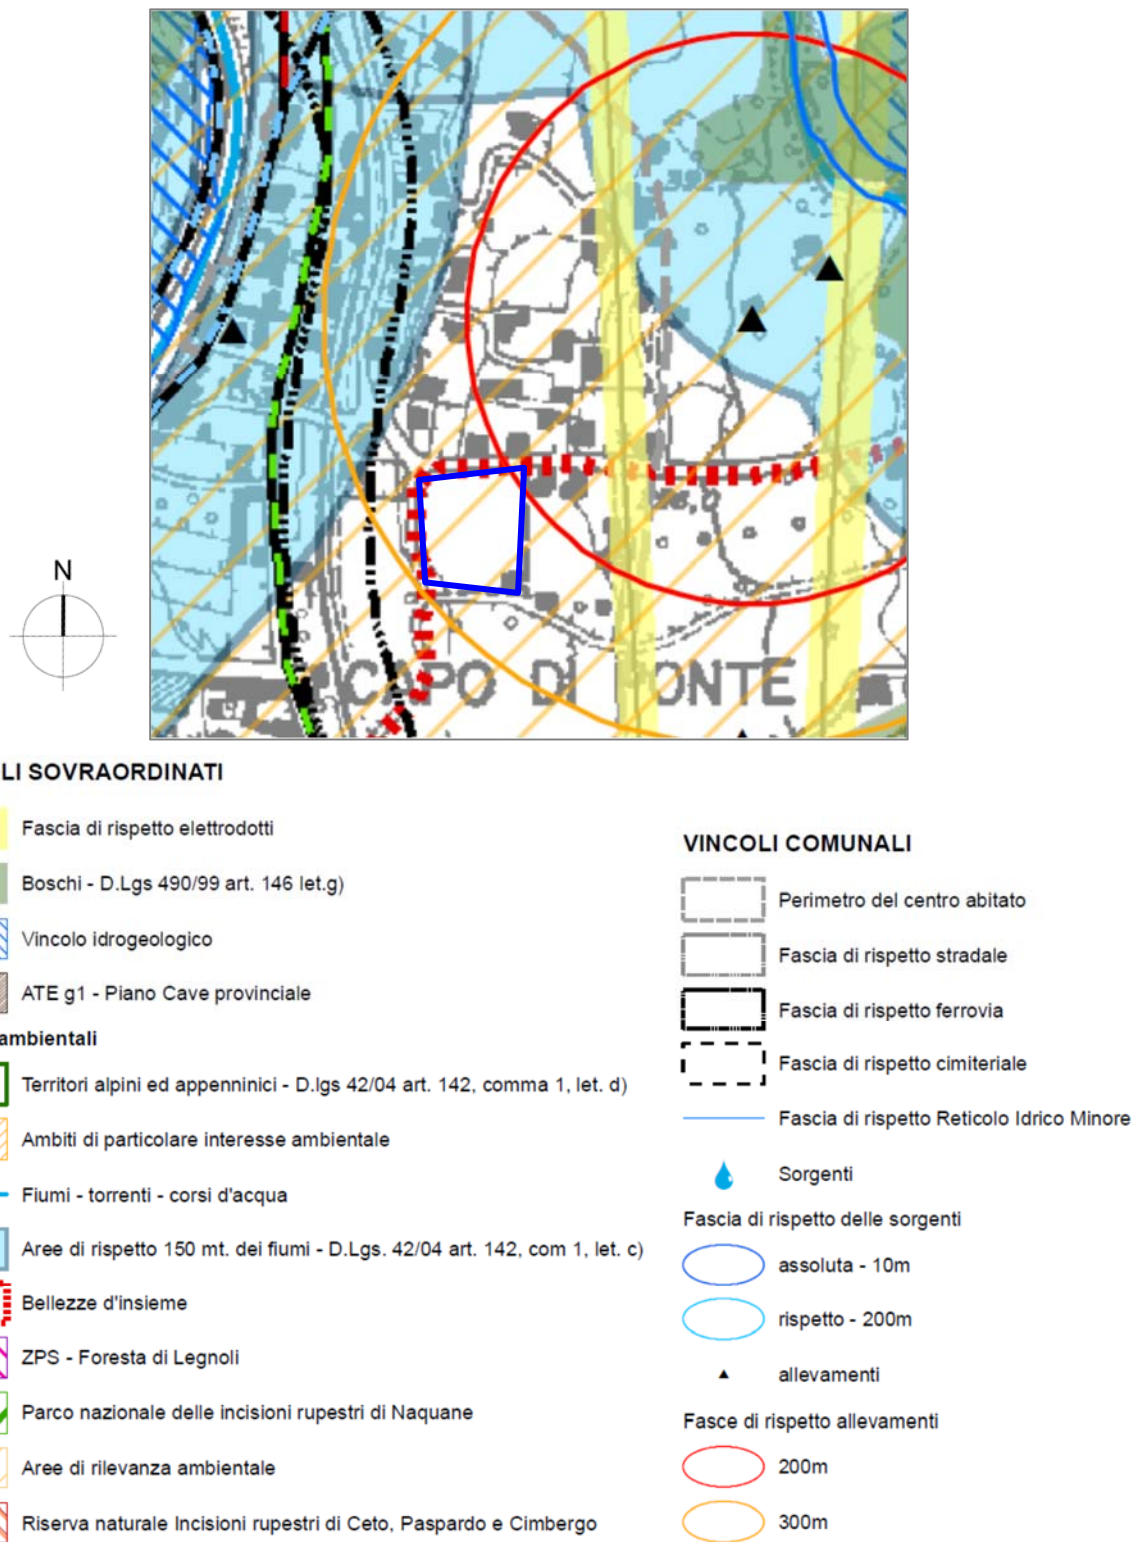 N
CAPO DI PONTE
LI SOVRAORDINATI
Fascia di rispetto elettrodotti
Boschi - D.Lgs 490/99 art. 146 let.g)
Vincolo idrogeologico
ATE g1 - Piano Cave provinciale
ambientali
Territori alpini ed appenninici - D.lgs 42/04 art. 142, comma 1, let. d)
Ambiti di particolare interesse ambientale
Fiumi - torrenti - corsi d'acqua
Aree di rispetto 150 mt. dei fiumi - D.Lgs. 42/04 art. 142, com 1, let. c)
Bellezze d'insieme
ZPS - Foresta di Legnoli
Parco nazionale delle incisioni rupestri di Naquane
Aree di rilevanza ambientale
Riserva naturale Incisioni rupestri di Ceto, Paspardo e Cimbergo
VINCOLI COMUNALI
Perimetro del centro abitato
Fascia di rispetto stradale
Fascia di rispetto ferrovia
Fascia di rispetto cimiteriale
Fascia di rispetto Reticolo Idrico Minore
Sorgenti
Fascia di rispetto delle sorgenti
assoluta - 10m
rispetto - 200m
allevamenti
Fasce di rispetto allevamenti
200m
300m